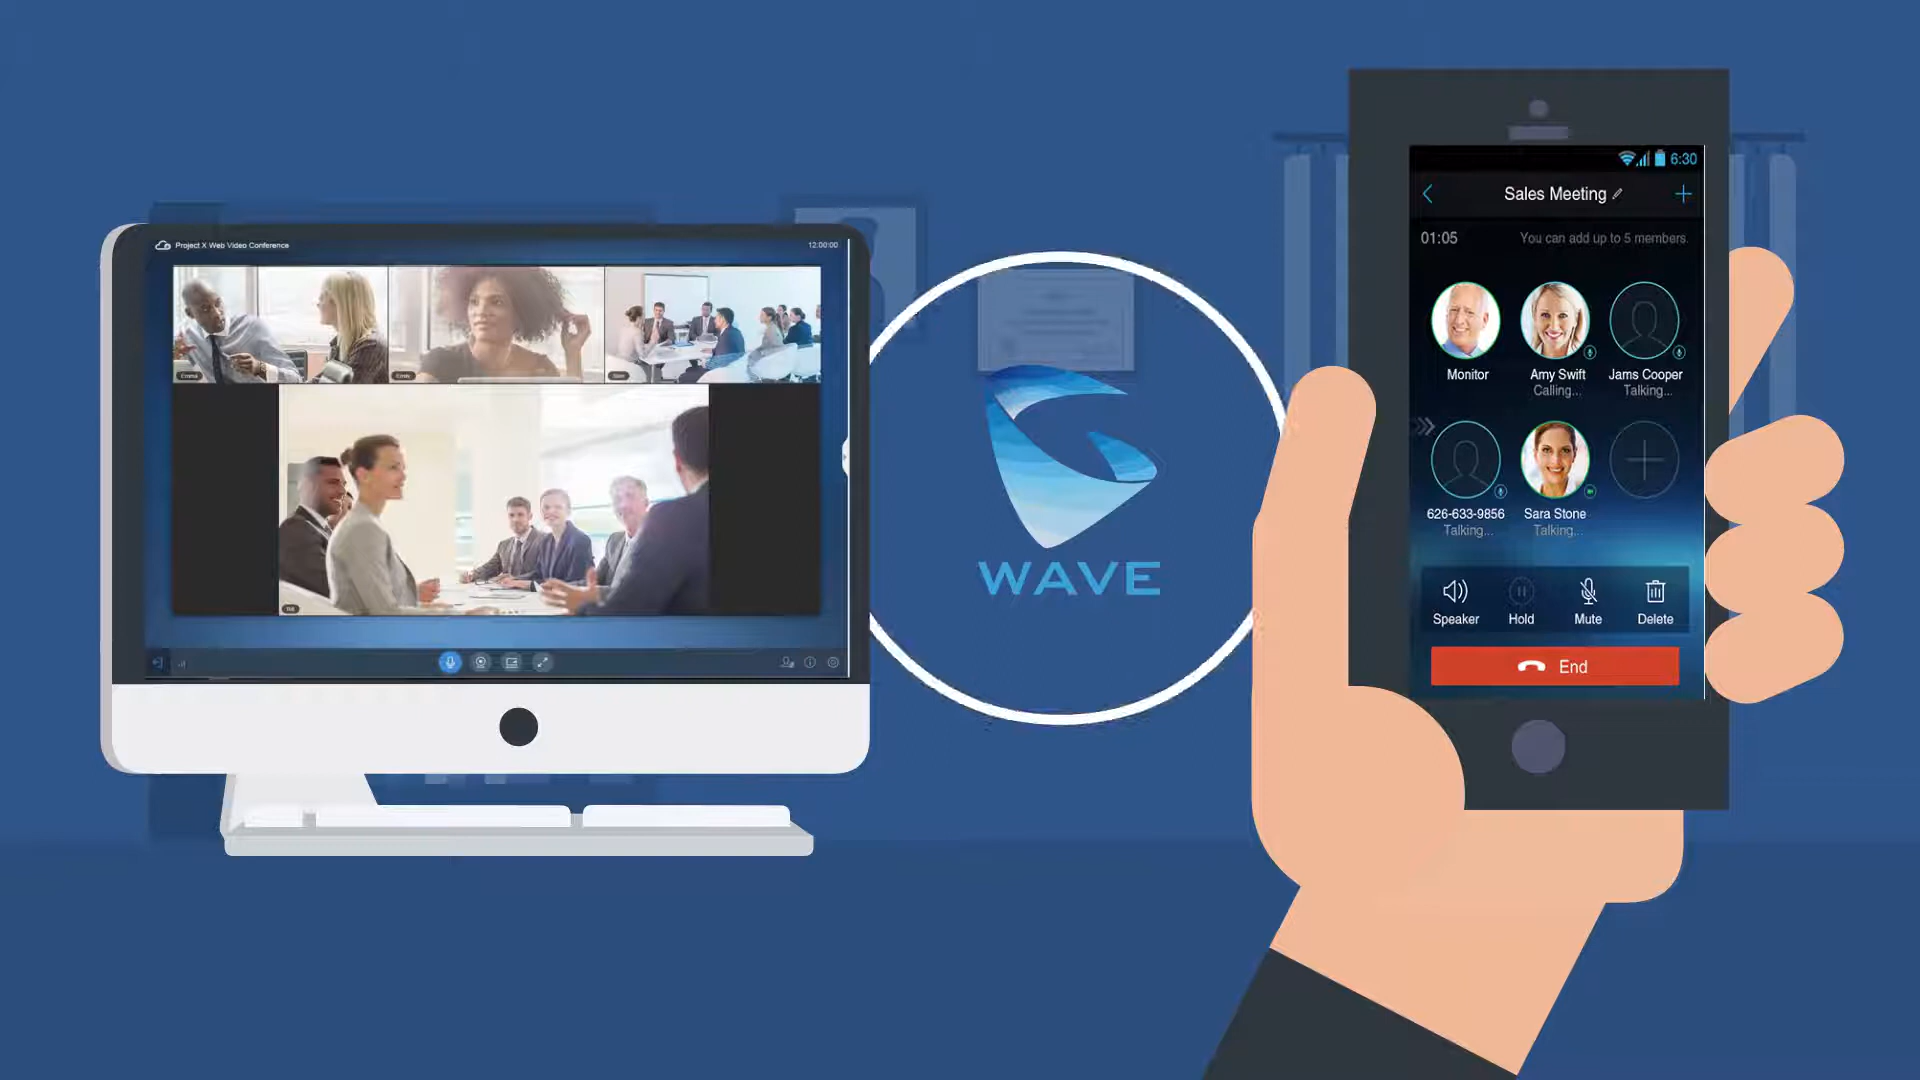 Project X Web Video Conference
12:00:00
Emma
WAVE
6:30
Sales Meeting
01:05
You can add up to 5 members.
Monitor
Amy Swift
Calling...
Jams Cooper
Talking...
626-633-9856
Talking...
Sara Stone
Talking...
Speaker
Hold
Mute
Delete
End